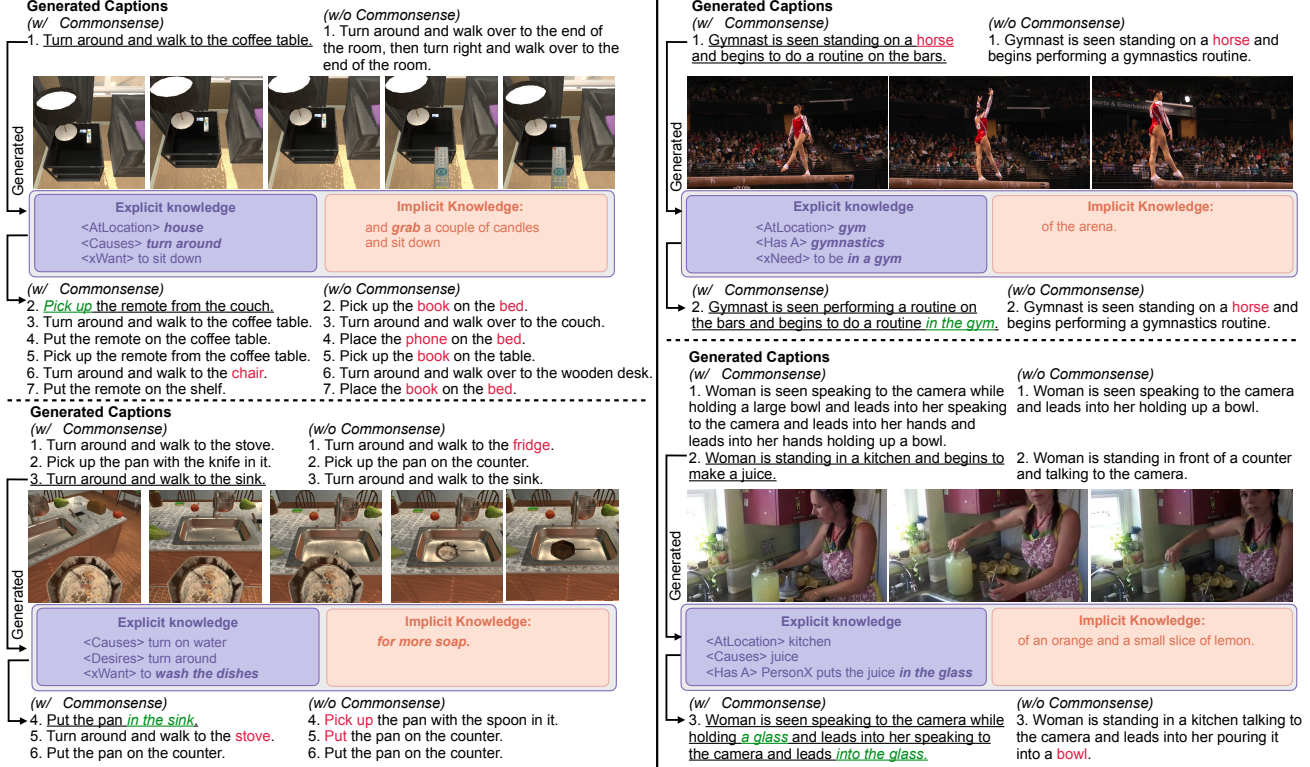 Generated Captions
(w/ Commonsense)
1. Turn around and walk to the coffee table.
(w/o Commonsense)
1. Turn around and walk over to the end of
the room, then turn right and walk over to the
end of the room.
Generated
Explicit knowledge
<AtLocation> house
<Causes> turn around
<xWant> to sit down
Implicit Knowledge:
and grab a couple of candles
and sit down
(w/ Commonsense)
2. Pick up the remote from the couch.
3. Turn around and walk to the coffee table.
4. Put the remote on the coffee table.
5. Pick up the remote from the coffee table.
6. Turn around and walk to the chair.
7. Put the remote on the shelf.
(w/o Commonsense)
2. Pick up the book on the bed.
3. Turn around and walk over to the couch.
4. Place the phone on the bed.
5. Pick up the book on the table.
6. Turn around and walk over to the wooden desk.
7. Place the book on the bed.
Generated Captions
(w/ Commonsense)
1. Turn around and walk to the stove.
2. Pick up the pan with the knife in it.
3. Turn around and walk to the sink.
(w/o Commonsense)
1. Turn around and walk to the fridge.
2. Pick up the pan on the counter.
3. Turn around and walk to the sink.
Generated
Explicit knowledge
<Causes> turn on water
<Desires> turn around
<xWant> to wash the dishes
Implicit Knowledge:
for more soap.
(w/ Commonsense)
4. Put the pan in the sink.
5. Turn around and walk to the stove.
6. Put the pan on the counter.
(w/o Commonsense)
4. Pick up the pan with the spoon in it.
5. Put the pan on the counter.
6. Put the pan on the counter.
Generated Captions
(w/ Commonsense)
1. Gymnast is seen standing on a horse
and begins to do a routine on the bars.
(w/o Commonsense)
1. Gymnast is seen standing on a horse and
begins performing a gymnastics routine.
Generated
Explicit knowledge
<AtLocation> gym
<Has A> gymnastics
<xNeed> to be in a gym
Implicit Knowledge:
of the arena.
(w/ Commonsense)
2. Gymnast is seen performing a routine on
the bars and begins to do a routine in the gym.
(w/o Commonsense)
2. Gymnast is seen standing on a horse and
begins performing a gymnastics routine.
Generated Captions
(w/ Commonsense)
1. Woman is seen speaking to the camera while
holding a large bowl and leads into her speaking
to the camera and leads into her hands and
leads into her hands holding up a bowl.
2. Woman is standing in a kitchen and begins to
make a juice.
(w/o Commonsense)
1. Woman is seen speaking to the camera
and leads into her holding up a bowl.
2. Woman is standing in front of a counter
and talking to the camera.
Generated
Explicit knowledge
<AtLocation> kitchen
<Causes> juice
<Has A> PersonX puts the juice in the glass
Implicit Knowledge:
of an orange and a small slice of lemon.
(w/ Commonsense)
3. Woman is seen speaking to the camera while
holding a glass and leads into her speaking to
the camera and leads into the glass.
(w/o Commonsense)
3. Woman is standing in a kitchen talking to
the camera and leads into her pouring it
into a bowl.